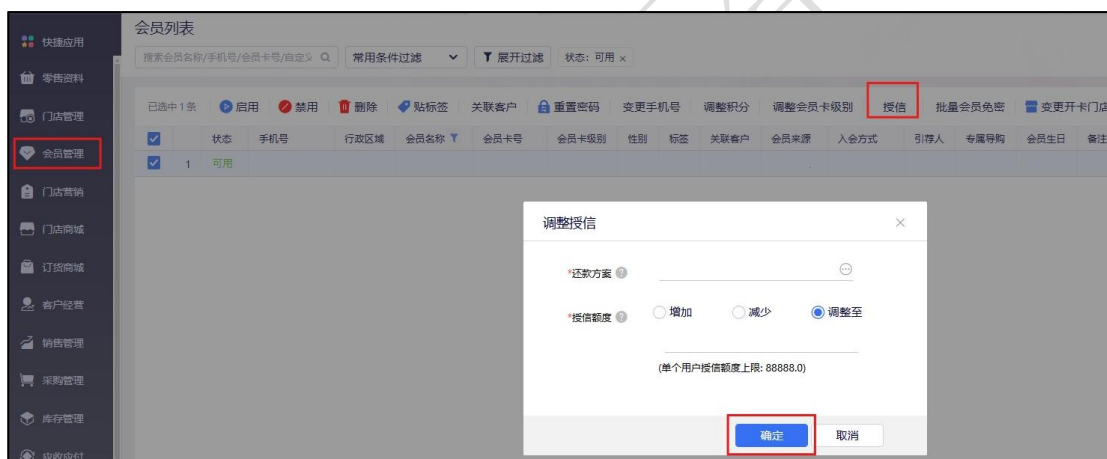 快捷应用
零售资料
门店管理
会员管理
门店营销
门店商城
订货商城
客户经营
销售管理
采购管理
库存管理
应收应付
会员列表
搜索会员名称/手机号/会员卡号/自定义
常用条件过滤
展开过滤
状态: 可用 ×
已选中1条 启用 禁用 删除 贴标签 关联客户 重置密码 变更手机号 调整积分 调整会员卡级别 授信 批量会员免密 变更开卡门店
状态 手机号 行政区域 会员名称 会员卡号 会员卡级别 性别 标签 关联客户 会员来源 入会方式 引荐人 专属导购 会员生日 备注
1 可用
调整授信 ×
*还款方案 ?
*授信额度 ? 增加 减少 调整至
(单个用户授信额度上限: 88888.0)
确定 取消